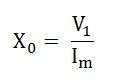 X₀ = V₁ / Iₘ